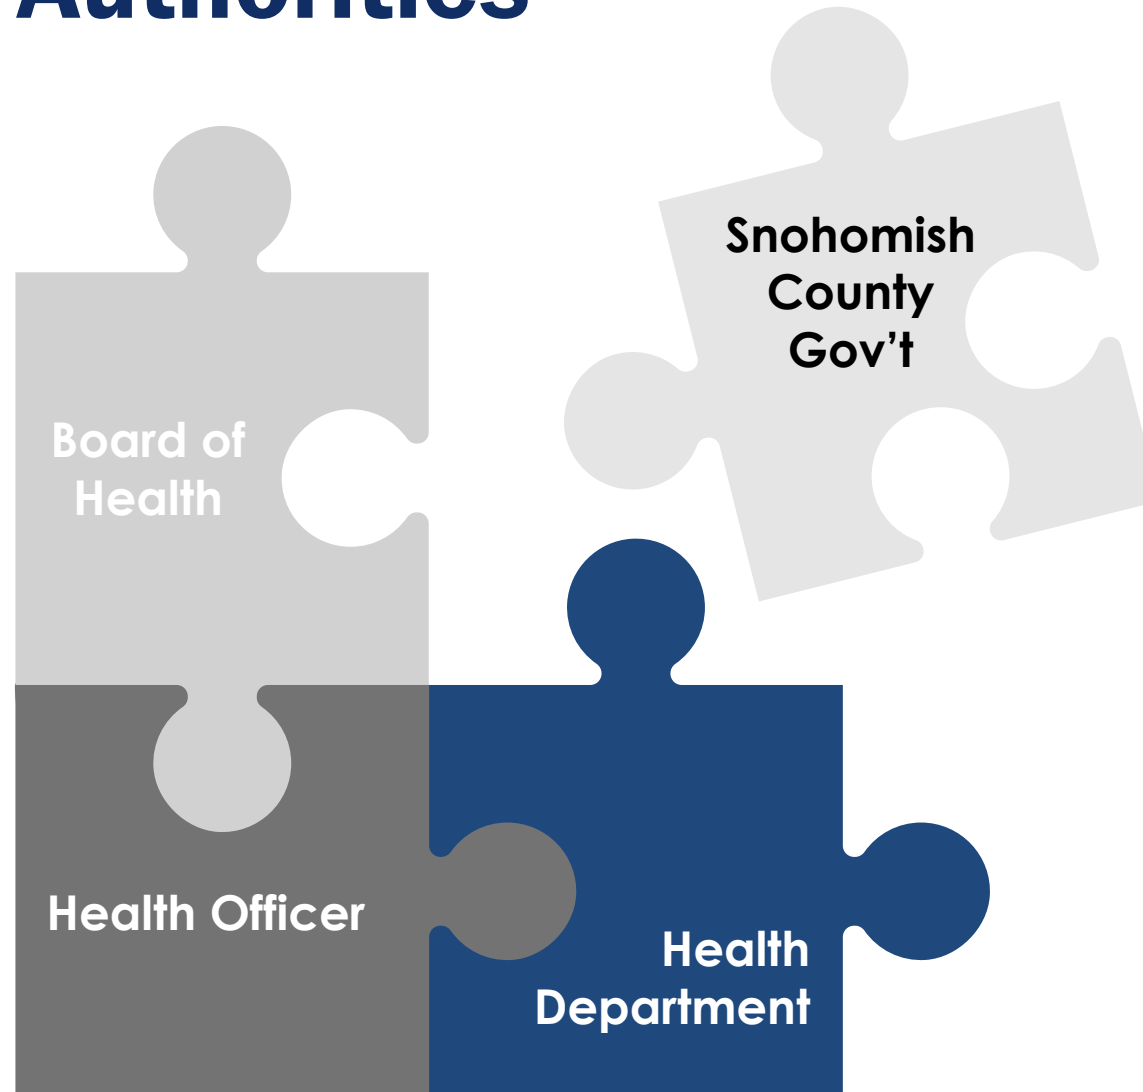 Authorities
Snohomish
County
Gov’t
Board of
Health
Health Officer
Health
Department